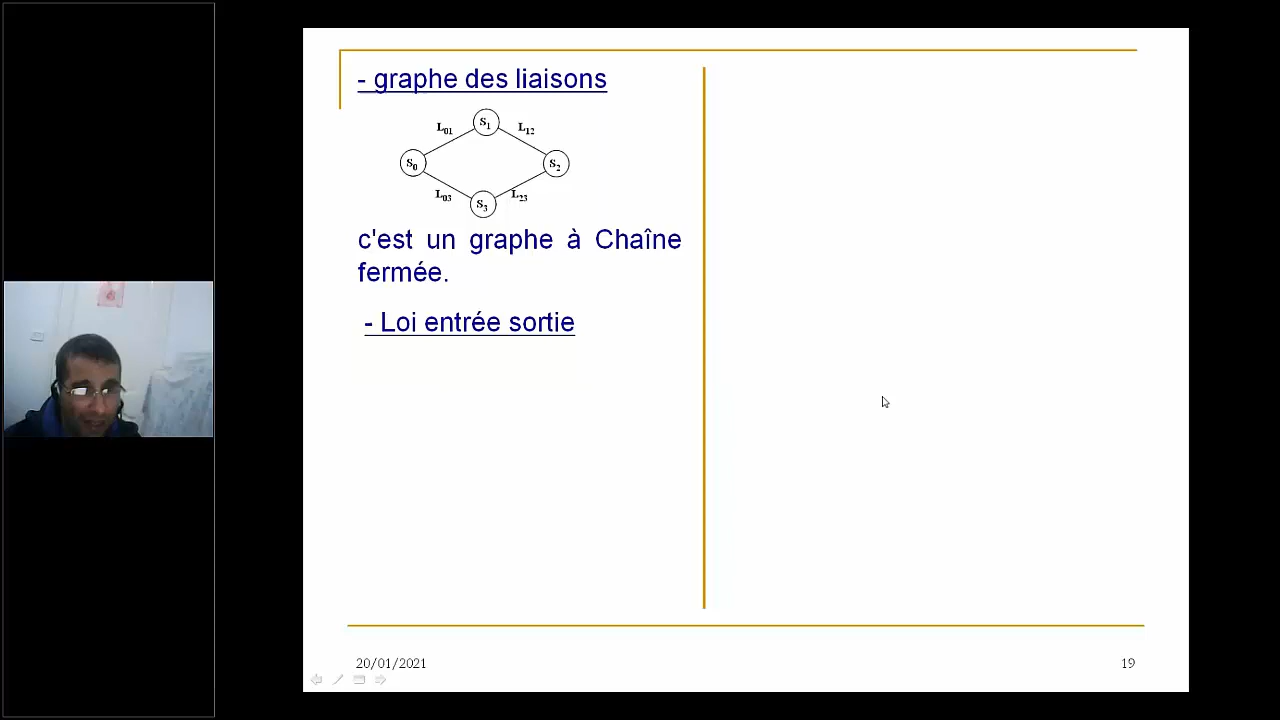 - graphe des liaisons
L01 S1 L12
S0 S2
L03 S3 L23
c'est un graphe à Chaîne
fermée.
- Loi entrée sortie
20/01/2021 19